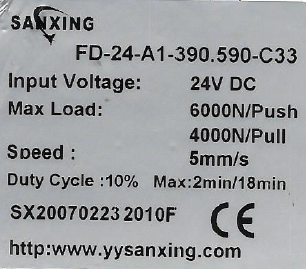 SANXING
FD-24-A1-390.590-C33
Input Voltage: 24V DC
Max Load: 6000N/Push
4000N/Pull
Speed : 5mm/s
Duty Cycle :10% Max:2min/18min
SX20070223 2010F CE
http:www.yysanxing.com